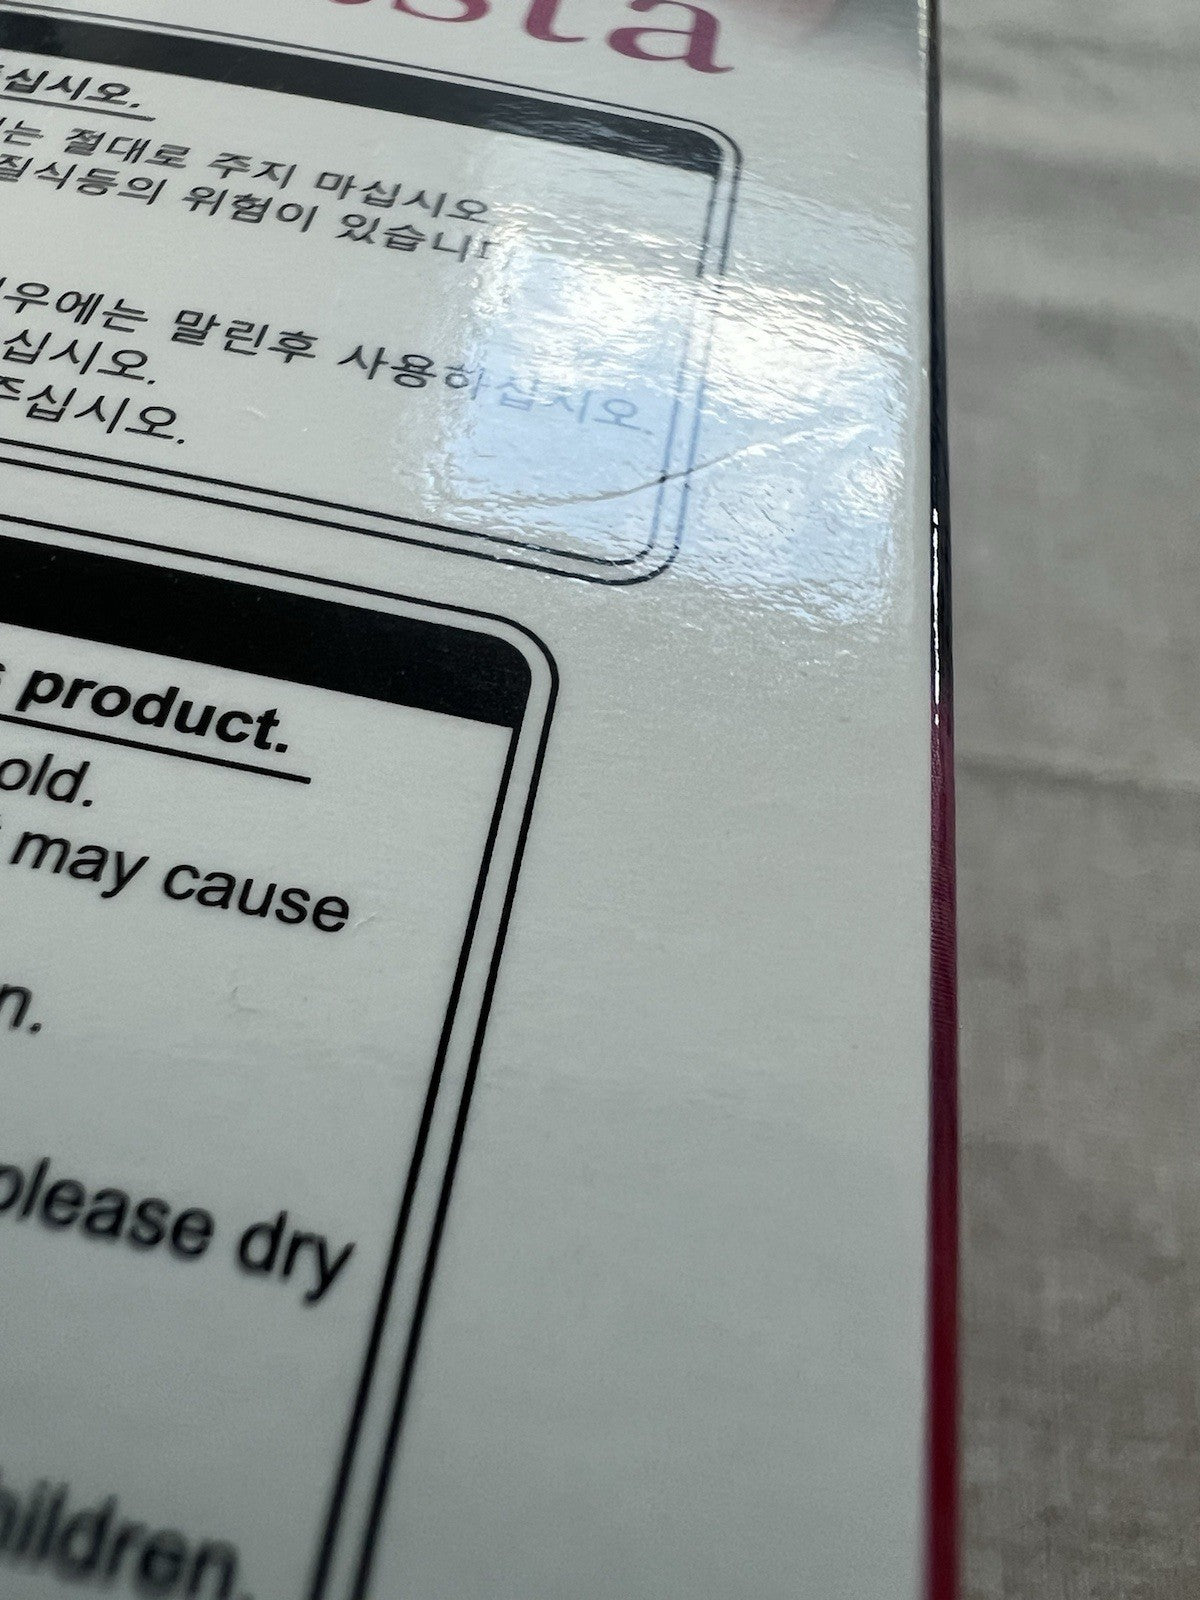 sta
십시오.
는 절대로 주지 마십시오.
질식등의 위험이 있습니다
우에는 말린후 사용하십시오.
십시오.
주십시오.
product.
old.
may cause
n.
please dry
hildren.